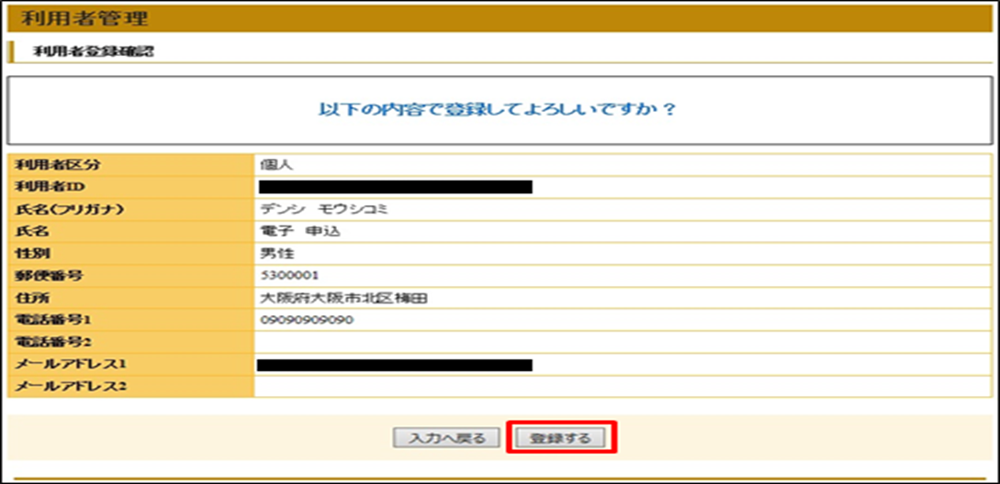 利用者管理
利用者登録確認
以下の内容で登録してよろしいですか？
利用者区分 個人
利用者ID
氏名(フリガナ) デンシ　モウシコミ
氏名 電子　申込
性別 男性
郵便番号 5300001
住所 大阪府大阪市北区梅田
電話番号1 09090909090
電話番号2
メールアドレス1
メールアドレス2
入力へ戻る 登録する